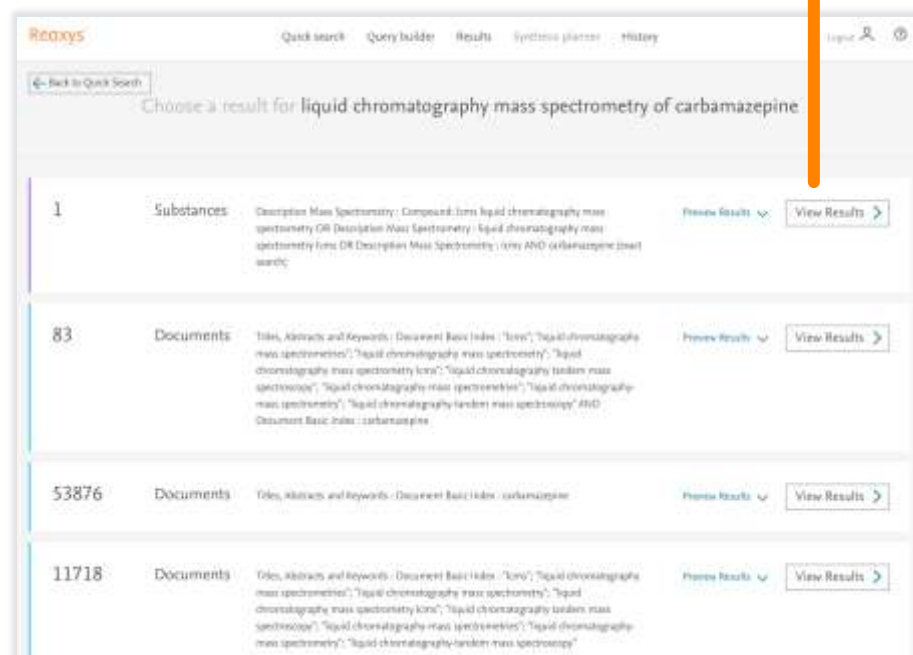 Reaxys
Quick search Query builder Results Synthesis planner History
Logout
Back to Quick Search
Choose a result for liquid chromatography mass spectrometry of carbamazepine
1 Substances
Description Mass Spectrometry : Compound: lcms liquid chromatography mass
spectrometry OR Description Mass Spectrometry : liquid chromatography mass
spectrometry lcms OR Description Mass Spectrometry : lcms AND carbamazepine (exact
search);
Preview Results View Results
83 Documents
Titles, Abstracts and Keywords : Document Basic Index : "lcms"; "liquid chromatography
mass spectrometries"; "liquid chromatography mass spectrometry"; "liquid
chromatography mass spectrometry lcms"; "liquid chromatography tandem mass
spectroscopy"; "liquid chromatography-mass spectrometries"; "liquid chromatography-
mass spectrometry"; "liquid chromatography-tandem mass spectroscopy" AND
Document Basic Index : carbamazepine
Preview Results View Results
53876 Documents Titles, Abstracts and Keywords : Document Basic Index : carbamazepine Preview Results View Results
11718 Documents
Titles, Abstracts and Keywords : Document Basic Index : "lcms"; "liquid chromatography
mass spectrometries"; "liquid chromatography mass spectrometry"; "liquid
chromatography mass spectrometry lcms"; "liquid chromatography tandem mass
spectroscopy"; "liquid chromatography-mass spectrometries"; "liquid chromatography-
mass spectrometry"; "liquid chromatography-tandem mass spectroscopy"
Preview Results View Results